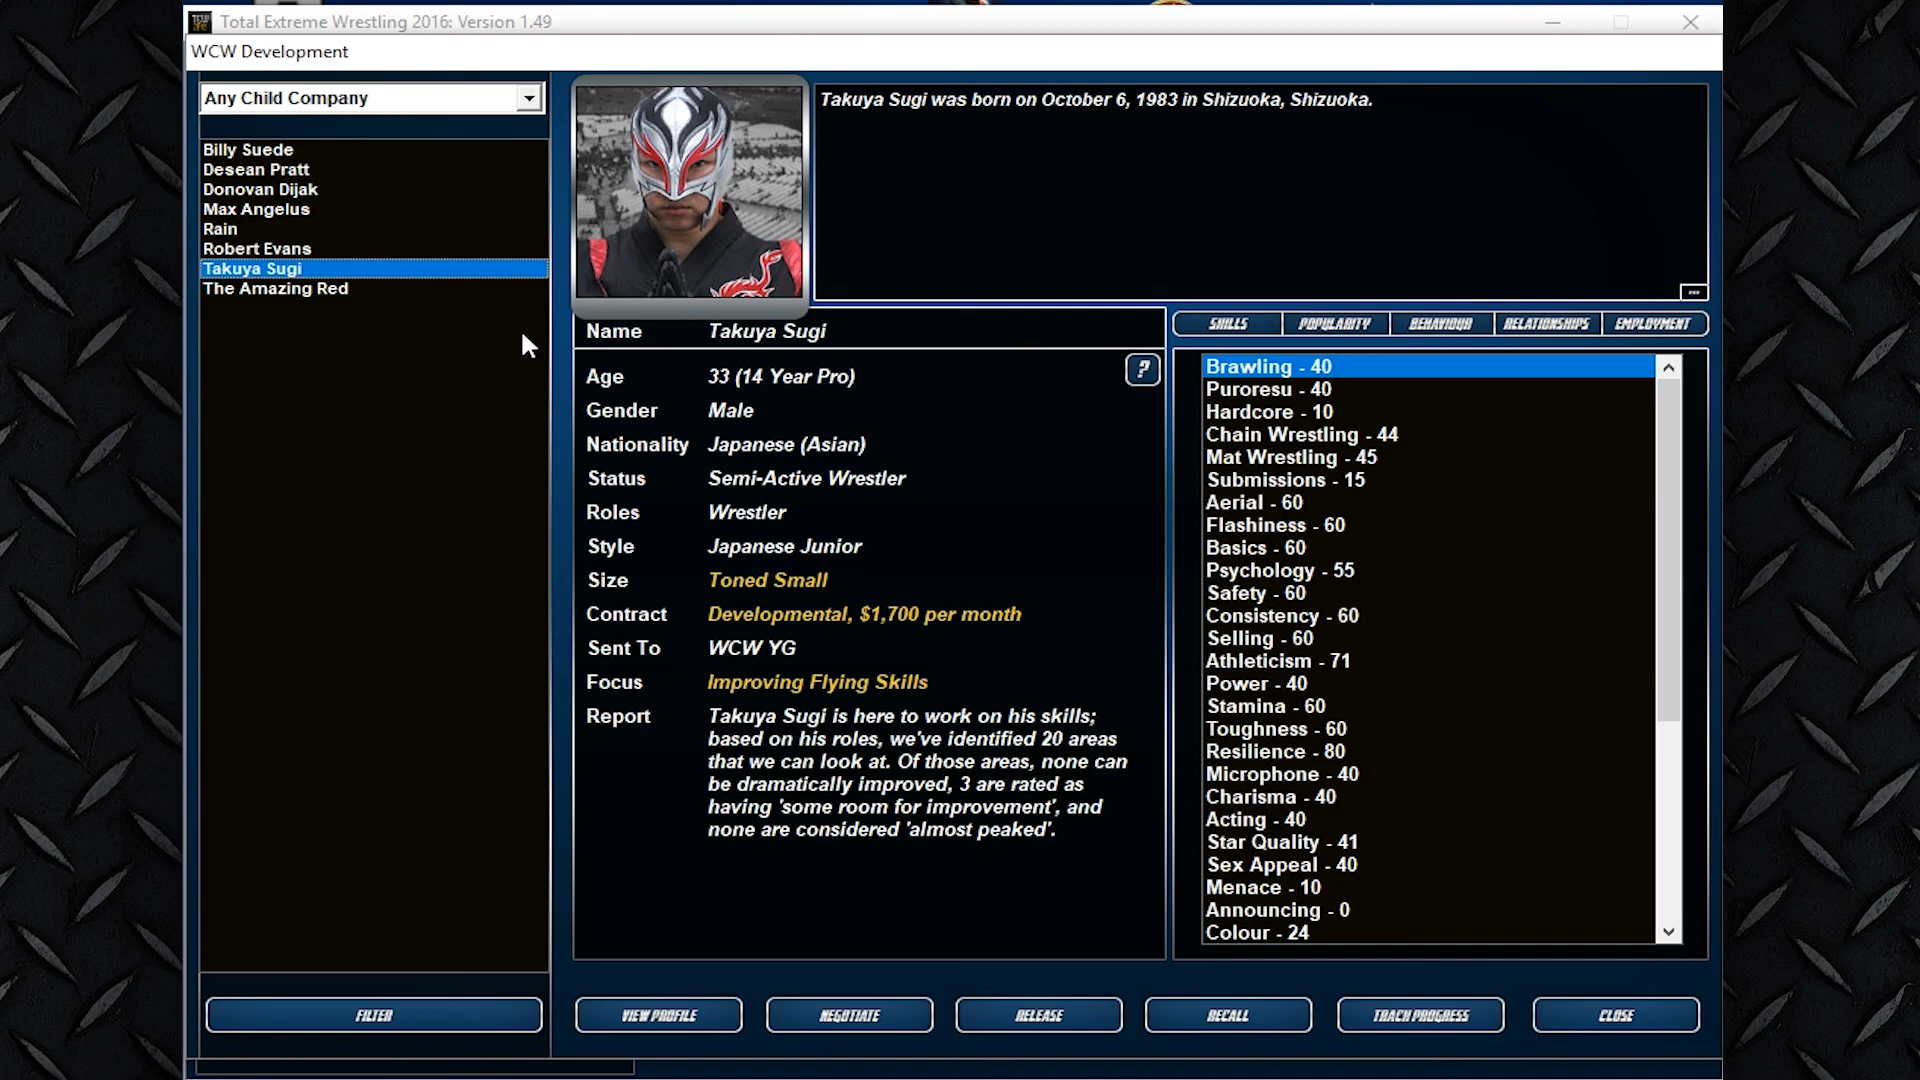 Total Extreme Wrestling 2016: Version 1.49
WCW Development
Any Child Company
Billy Suede
Desean Pratt
Donovan Dijak
Max Angelus
Rain
Robert Evans
Takuya Sugi
The Amazing Red
FILTER
Takuya Sugi was born on October 6, 1983 in Shizuoka, Shizuoka.
...
Name Takuya Sugi
?
Age 33 (14 Year Pro)
Gender Male
Nationality Japanese (Asian)
Status Semi-Active Wrestler
Roles Wrestler
Style Japanese Junior
Size Toned Small
Contract Developmental, $1,700 per month
Sent To WCW YG
Focus Improving Flying Skills
Report Takuya Sugi is here to work on his skills;
based on his roles, we've identified 20 areas
that we can look at. Of those areas, none can
be dramatically improved, 3 are rated as
having 'some room for improvement', and
none are considered 'almost peaked'.
SKILLS POPULARITY BEHAVIOUR RELATIONSHIPS EMPLOYMENT
Brawling - 40
Puroresu - 40
Hardcore - 10
Chain Wrestling - 44
Mat Wrestling - 45
Submissions - 15
Aerial - 60
Flashiness - 60
Basics - 60
Psychology - 55
Safety - 60
Consistency - 60
Selling - 60
Athleticism - 71
Power - 40
Stamina - 60
Toughness - 60
Resilience - 80
Microphone - 40
Charisma - 40
Acting - 40
Star Quality - 41
Sex Appeal - 40
Menace - 10
Announcing - 0
Colour - 24
VIEW PROFILE NEGOTIATE RELEASE RECALL TRACH PROGRESS CLOSE